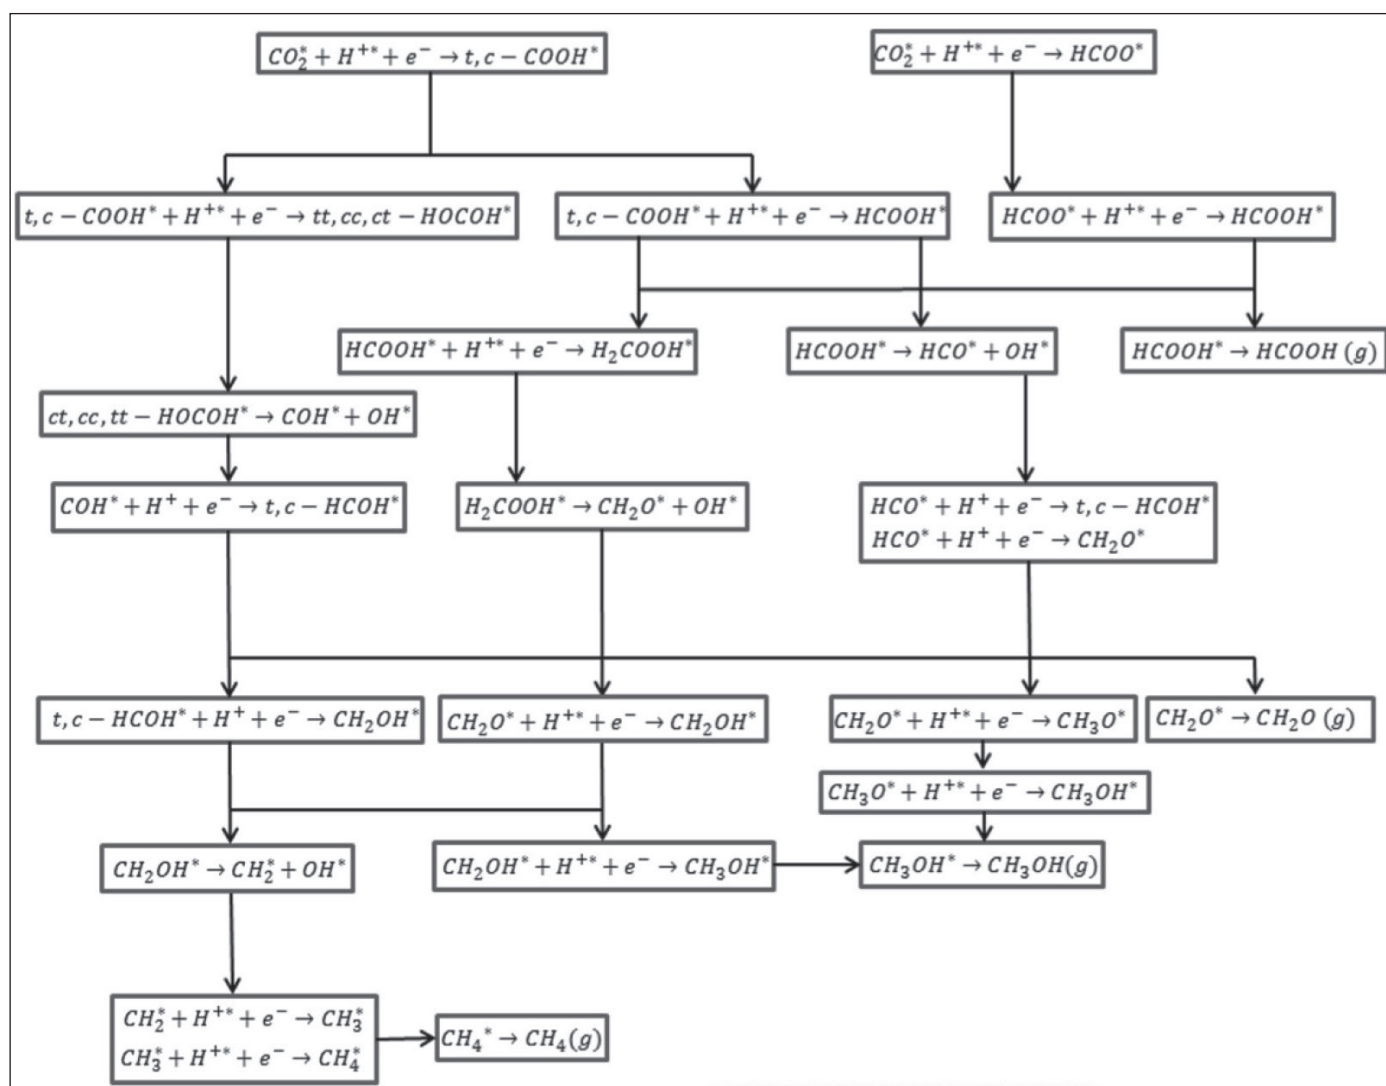 CO₂* + H⁺* + e⁻ → t, c − COOH*
CO₂* + H⁺* + e⁻ → HCOO*
t, c − COOH* + H⁺* + e⁻ → tt, cc, ct − HOCOH*
t, c − COOH* + H⁺* + e⁻ → HCOOH*
HCOO* + H⁺* + e⁻ → HCOOH*
HCOOH* + H⁺* + e⁻ → H₂COOH*
HCOOH* → HCO* + OH*
HCOOH* → HCOOH (g)
ct, cc, tt − HOCOH* → COH* + OH*
COH* + H⁺ + e⁻ → t, c − HCOH*
H₂COOH* → CH₂O* + OH*
HCO* + H⁺ + e⁻ → t, c − HCOH*
HCO* + H⁺ + e⁻ → CH₂O*
t, c − HCOH* + H⁺ + e⁻ → CH₂OH*
CH₂O* + H⁺* + e⁻ → CH₂OH*
CH₂O* + H⁺* + e⁻ → CH₃O*
CH₂O* → CH₂O (g)
CH₃O* + H⁺* + e⁻ → CH₃OH*
CH₂OH* → CH₂* + OH*
CH₂OH* + H⁺* + e⁻ → CH₃OH*
CH₃OH* → CH₃OH(g)
CH₂* + H⁺* + e⁻ → CH₃*
CH₃* + H⁺* + e⁻ → CH₄*
CH₄* → CH₄(g)